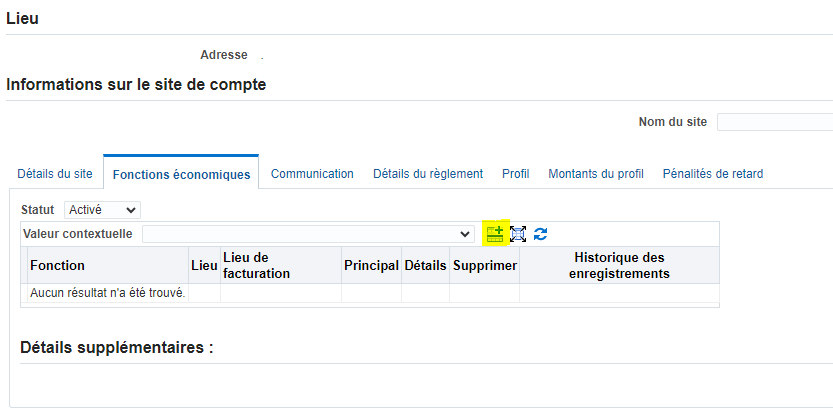 Lieu
Adresse .
Informations sur le site de compte
Nom du site
Détails du site Fonctions économiques Communication Détails du règlement Profil Montants du profil Pénalités de retard
Statut Activé
Valeur contextuelle
Fonction Lieu Lieu de facturation Principal Détails Supprimer Historique des enregistrements
Aucun résultat n'a été trouvé.
Détails supplémentaires :